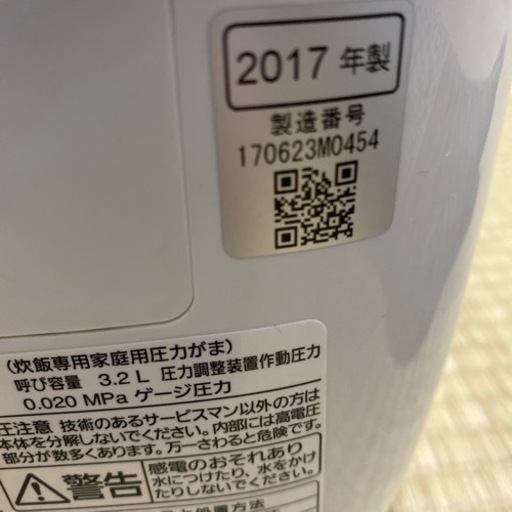 2017 年製
製造番号
170623M0454
(炊飯専用家庭用圧力がま)
呼び容量 3.2 L 圧力調整装置作動圧力
0.020 MPa ゲージ圧力
圧注意 技術のあるサービスマン以外の方は
本体を分解しないでください。内部には高電圧
部分が数多くあります。万一さわると危険です。
警告
感電のおそれあり
水につけたり、水をかけ
たりしないでください。